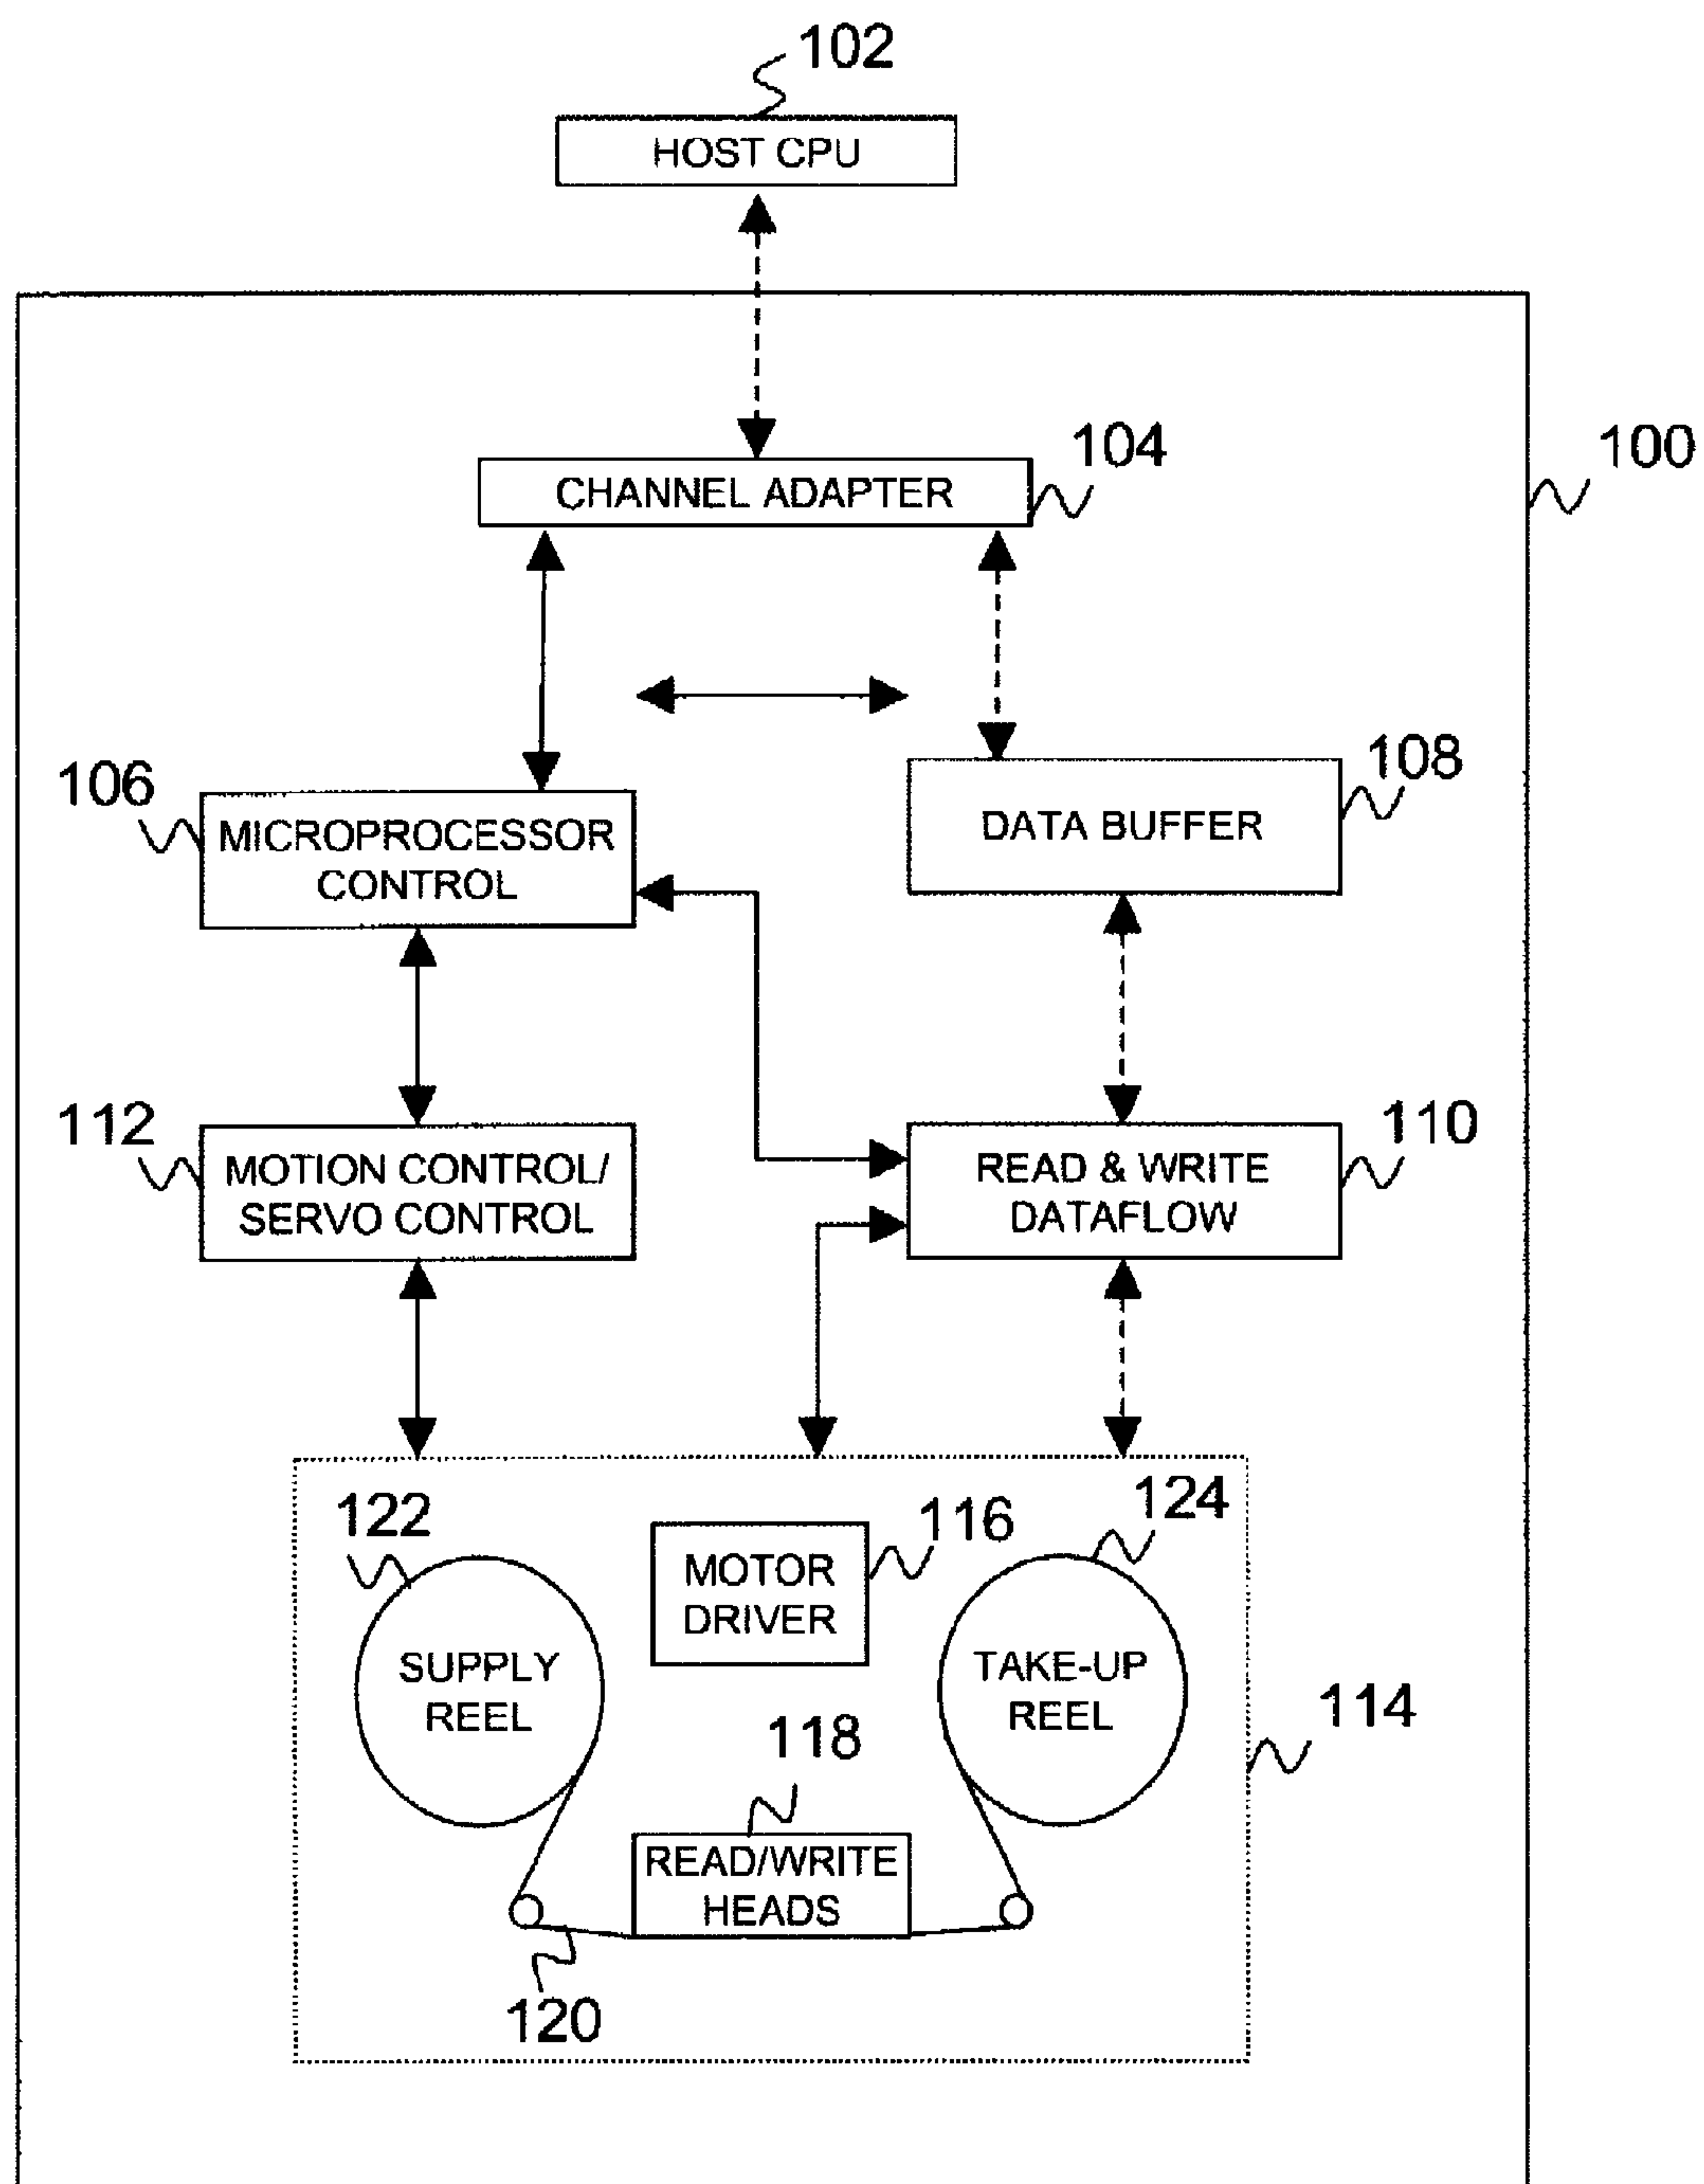 102
HOST CPU
104
100
CHANNEL ADAPTER
106
108
MICROPROCESSOR
CONTROL
DATA BUFFER
112
110
MOTION CONTROL/
SERVO CONTROL
READ & WRITE
DATAFLOW
122
116
124
MOTOR
DRIVER
SUPPLY
REEL
TAKE-UP
REEL
118
114
READ/WRITE
HEADS
120